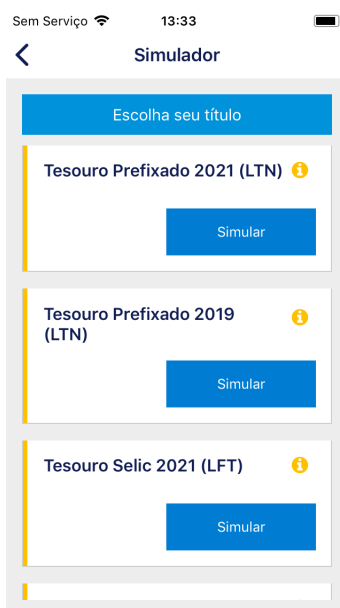 Sem Serviço 13:33
Simulador
Escolha seu título
Tesouro Prefixado 2021 (LTN)
Simular
Tesouro Prefixado 2019
(LTN)
Simular
Tesouro Selic 2021 (LFT)
Simular